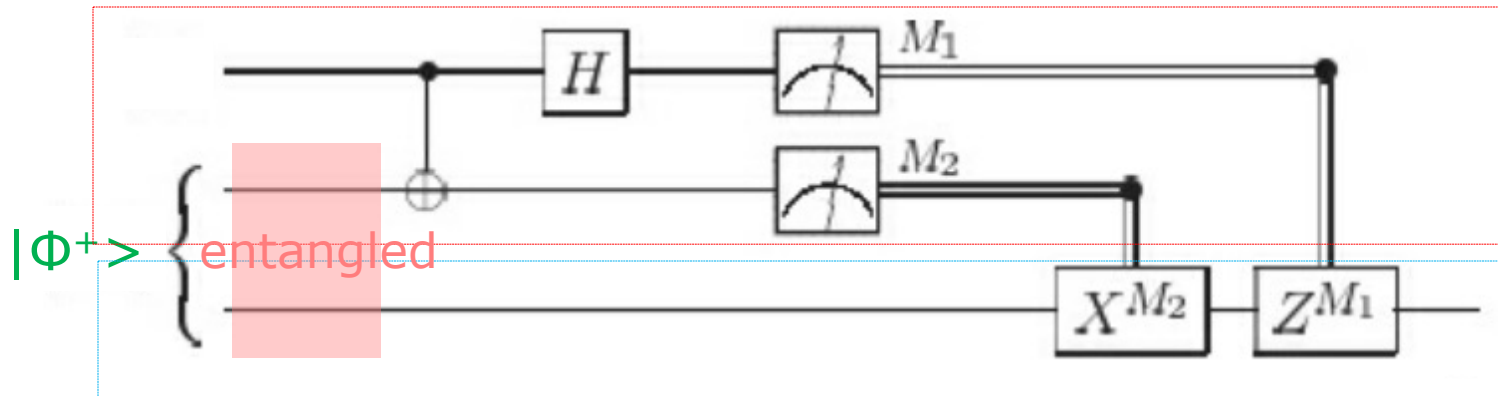 M₁
H
M₂
|Φ⁺>
entangled
X^M₂
Z^M₁